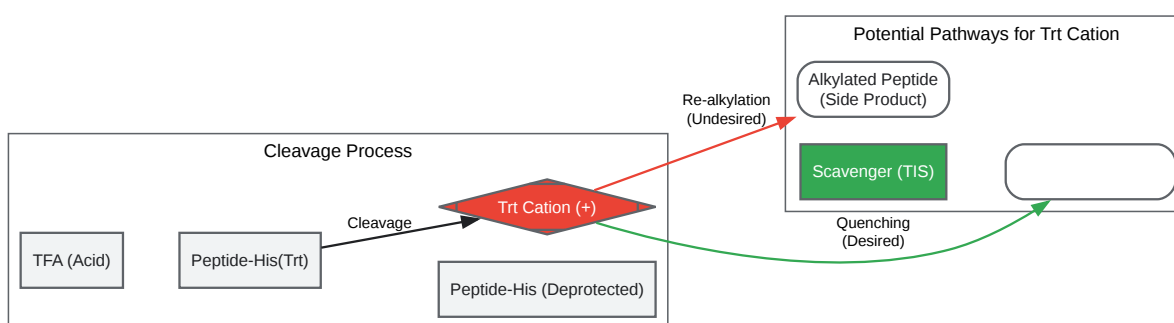 Potential Pathways for Trt Cation
Alkylated Peptide
(Side Product)
Re-alkylation
(Undesired)
Scavenger (TIS)
Cleavage Process
Trt Cation (+)
Cleavage
Quenching
(Desired)
TFA (Acid)
Peptide-His(Trt)
Peptide-His (Deprotected)